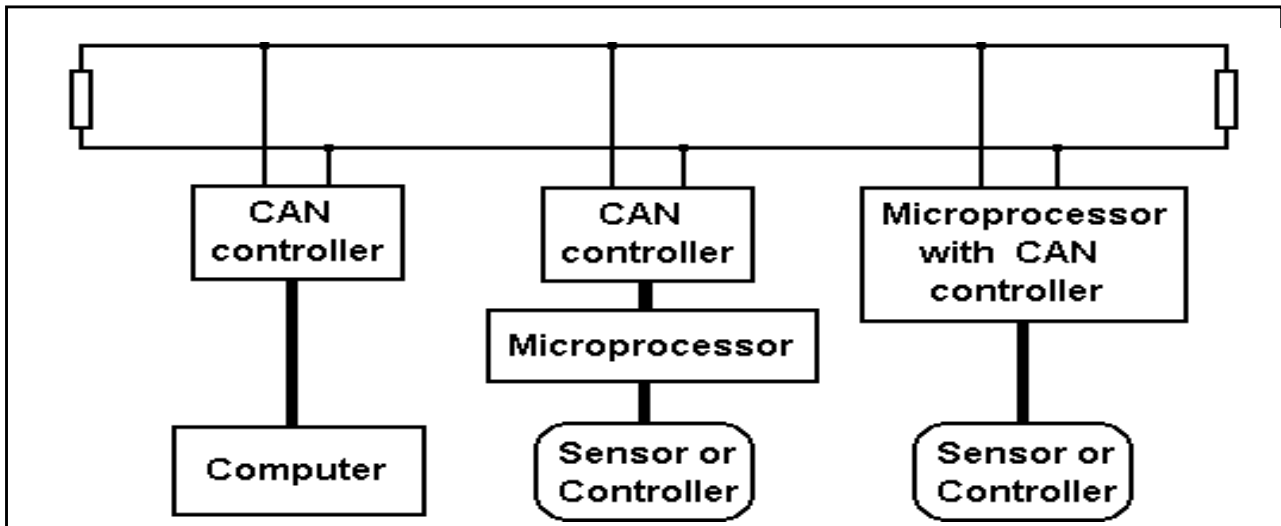 CAN
controller
CAN
controller
Microprocessor
with CAN
controller
Microprocessor
Computer
Sensor or
Controller
Sensor or
Controller